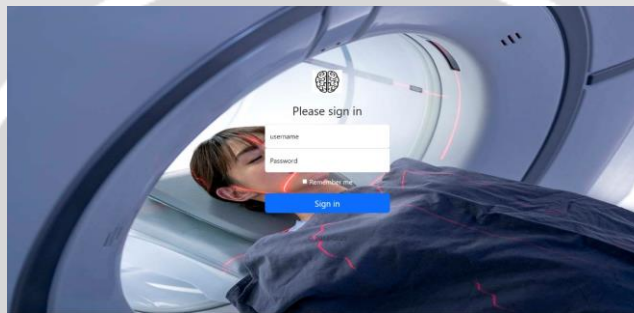 Please sign in
username
Password
Remember me
Sign in